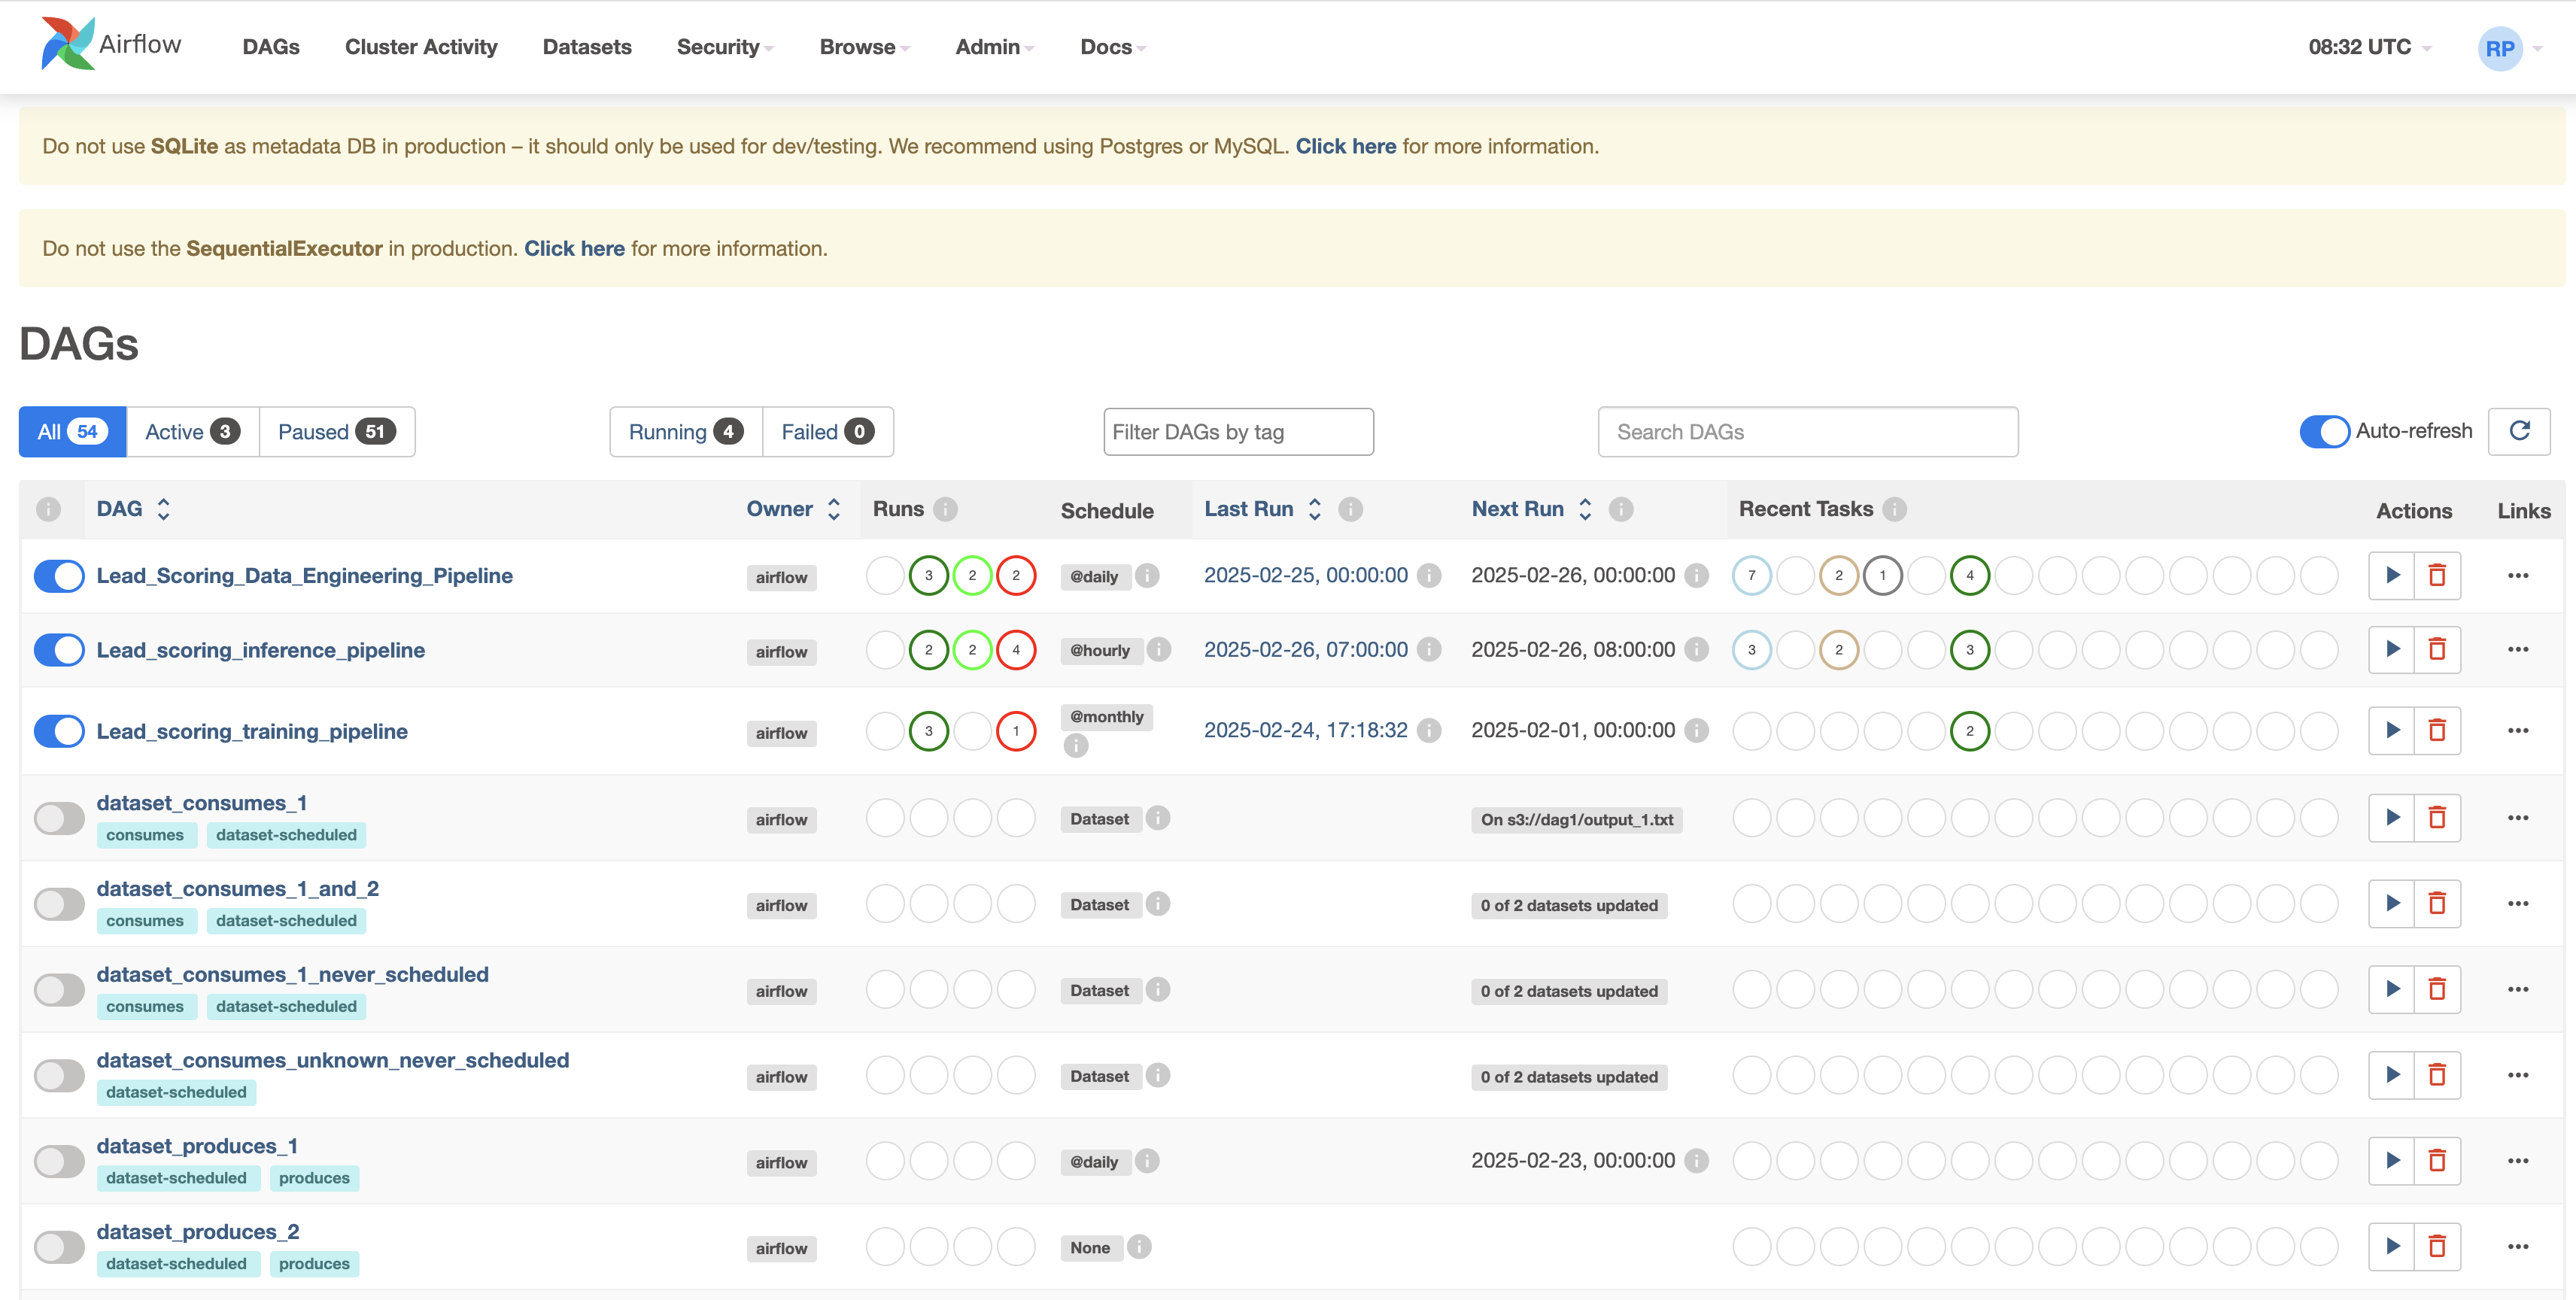 Airflow DAGs Cluster Activity Datasets Security Browse Admin Docs 08:32 UTC RP
Do not use SQLite as metadata DB in production – it should only be used for dev/testing. We recommend using Postgres or MySQL. Click here for more information.
Do not use the SequentialExecutor in production. Click here for more information.
DAGs
All 54 Active 3 Paused 51 Running 4 Failed 0 Filter DAGs by tag Search DAGs Auto-refresh
i DAG Owner Runs i Schedule Last Run i Next Run i Recent Tasks i Actions Links
Lead_Scoring_Data_Engineering_Pipeline airflow 3 2 2 @daily i 2025-02-25, 00:00:00 i 2025-02-26, 00:00:00 i 7 2 1 4
Lead_scoring_inference_pipeline airflow 2 2 4 @hourly i 2025-02-26, 07:00:00 i 2025-02-26, 08:00:00 i 3 2 3
Lead_scoring_training_pipeline airflow 3 1 @monthly i 2025-02-24, 17:18:32 i 2025-02-01, 00:00:00 i 2
dataset_consumes_1 airflow Dataset i On s3://dag1/output_1.txt
consumes dataset-scheduled
dataset_consumes_1_and_2 airflow Dataset i 0 of 2 datasets updated
consumes dataset-scheduled
dataset_consumes_1_never_scheduled airflow Dataset i 0 of 2 datasets updated
consumes dataset-scheduled
dataset_consumes_unknown_never_scheduled airflow Dataset i 0 of 2 datasets updated
dataset-scheduled
dataset_produces_1 airflow @daily i 2025-02-23, 00:00:00 i
dataset-scheduled produces
dataset_produces_2 airflow None i
dataset-scheduled produces